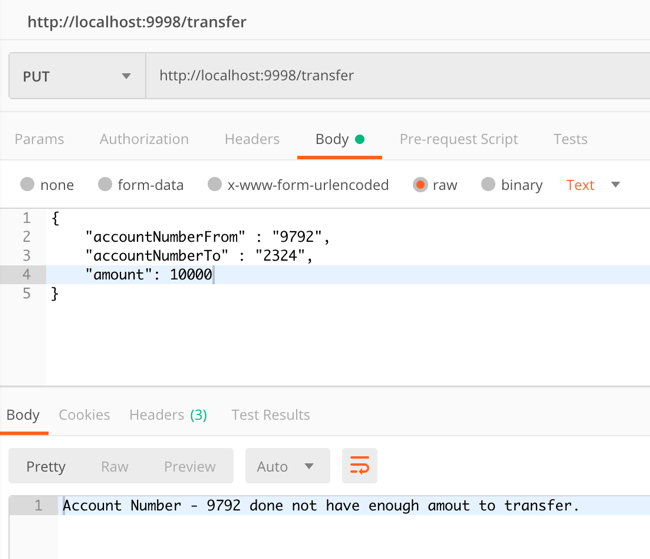 http://localhost:9998/transfer
PUT http://localhost:9998/transfer
Params Authorization Headers Body Pre-request Script Tests
none form-data x-www-form-urlencoded raw binary Text
1 {
2 "accountNumberFrom" : "9792",
3 "accountNumberTo" : "2324",
4 "amount": 10000
5 }
Body Cookies Headers (3) Test Results
Pretty Raw Preview Auto
1 Account Number - 9792 done not have enough amout to transfer.